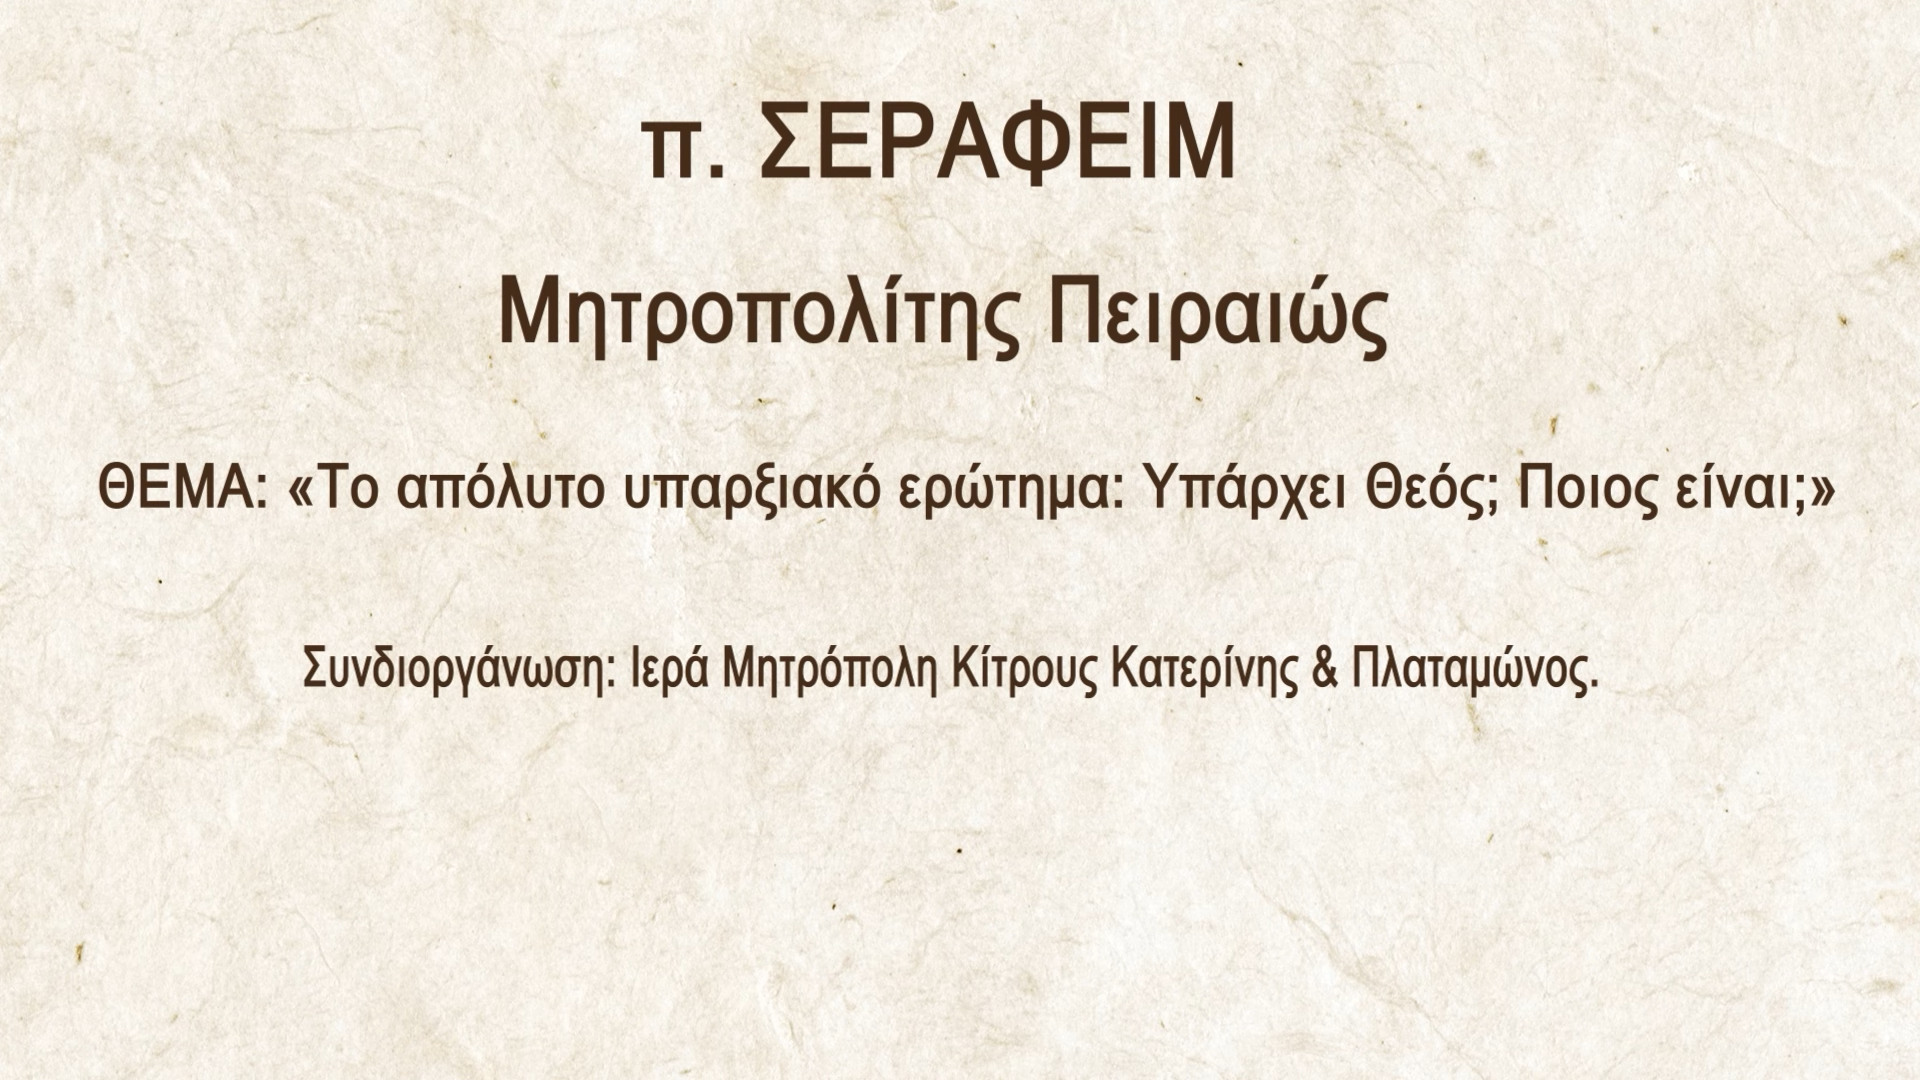 π. ΣΕΡΑΦΕΙΜ
Μητροπολίτης Πειραιώς
ΘΕΜΑ: «Το απόλυτο υπαρξιακό ερώτημα: Υπάρχει Θεός; Ποιος είναι;»
Συνδιοργάνωση: Ιερά Μητρόπολη Κίτρους Κατερίνης & Πλαταμώνος.